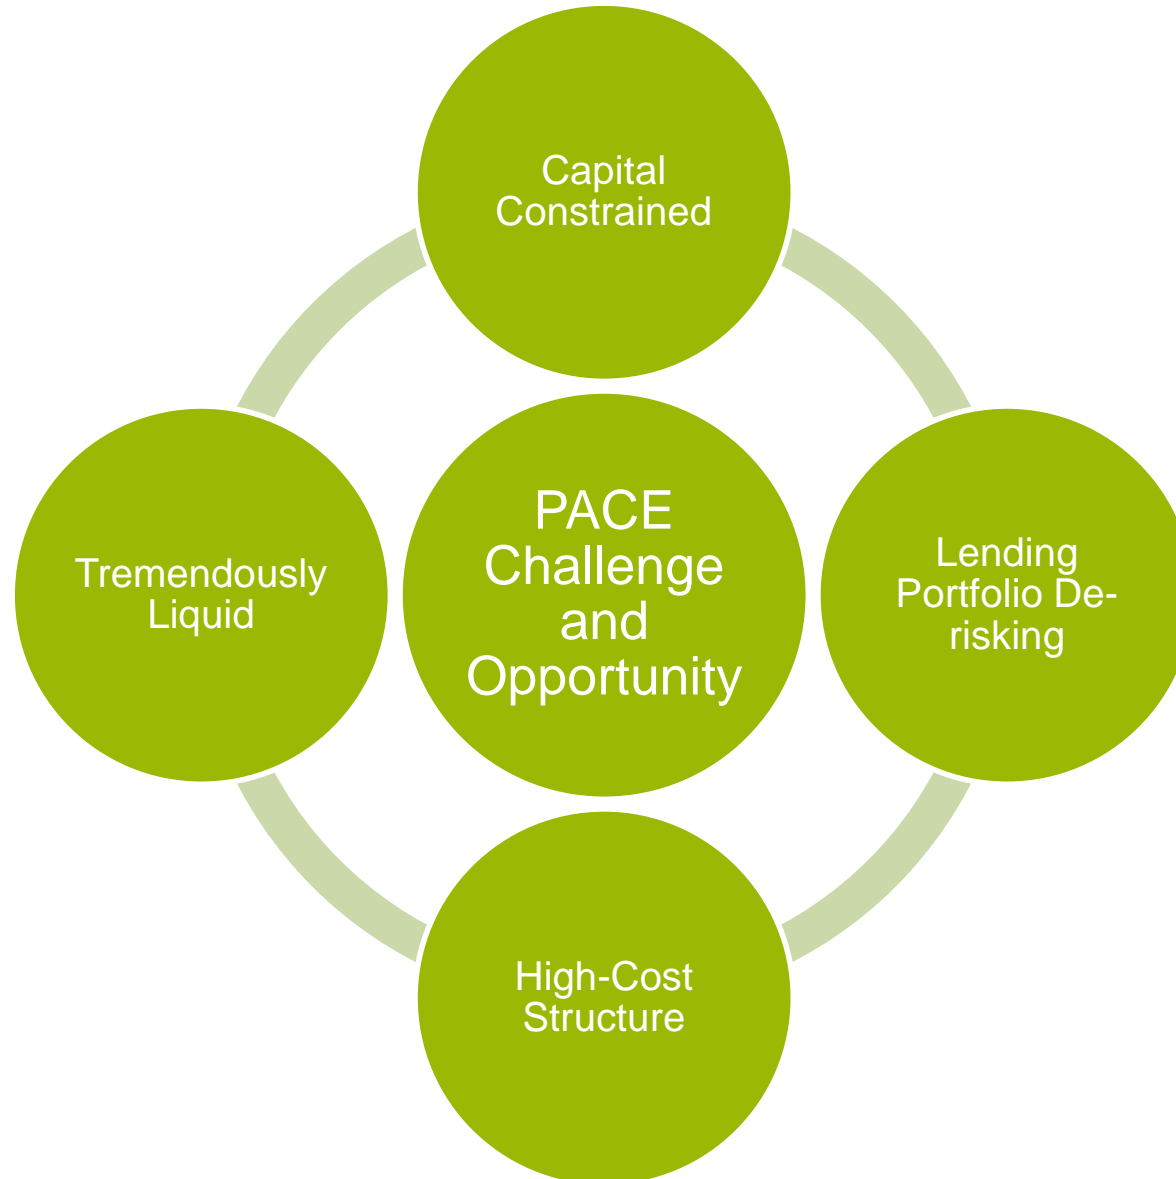 Capital
Constrained
Tremendously
Liquid
PACE
Challenge
and
Opportunity
Lending
Portfolio De-
risking
High-Cost
Structure